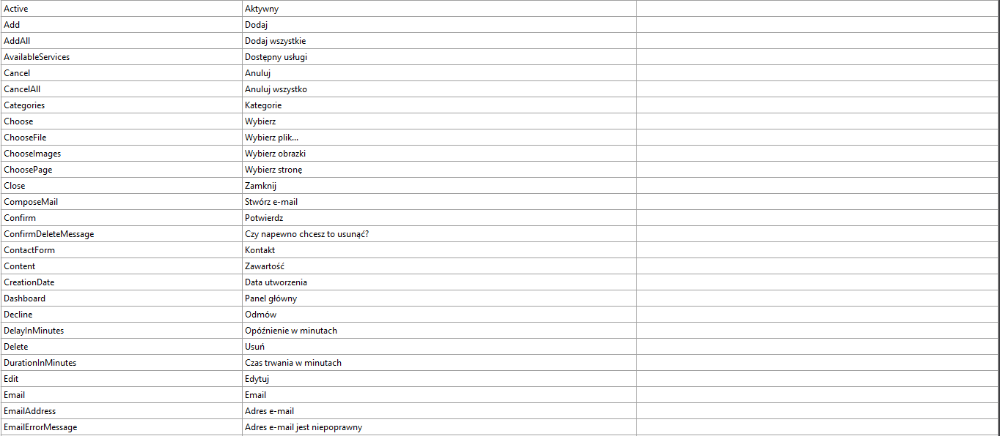 Active Aktywny
Add Dodaj
AddAll Dodaj wszystkie
AvailableServices Dostępny usługi
Cancel Anuluj
CancelAll Anuluj wszystko
Categories Kategorie
Choose Wybierz
ChooseFile Wybierz plik...
ChooseImages Wybierz obrazki
ChoosePage Wybierz stronę
Close Zamknij
ComposeMail Stwórz e-mail
Confirm Potwierdz
ConfirmDeleteMessage Czy napewno chcesz to usunąć?
ContactForm Kontakt
Content Zawartość
CreationDate Data utworzenia
Dashboard Panel główny
Decline Odmów
DelayInMinutes Opóźnienie w minutach
Delete Usuń
DurationInMinutes Czas trwania w minutach
Edit Edytuj
Email Email
EmailAddress Adres e-mail
EmailErrorMessage Adres e-mail jest niepoprawny